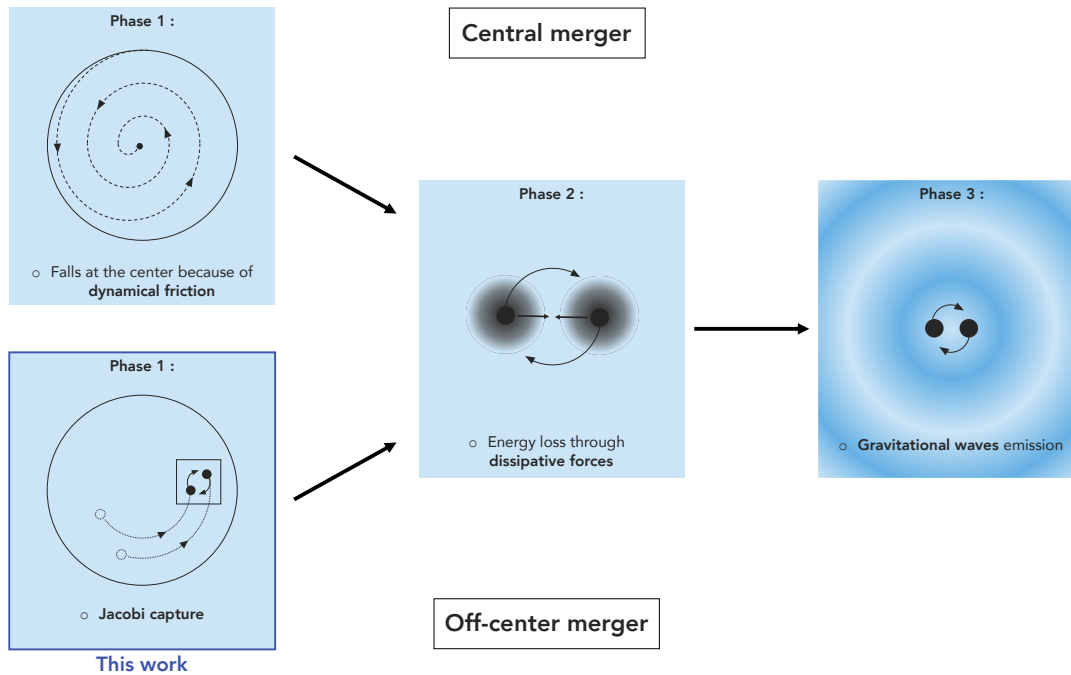 Phase 1 :
○ Falls at the center because of
dynamical friction
Central merger
Phase 1 :
○ Jacobi capture
This work
Phase 2 :
○ Energy loss through
dissipative forces
Phase 3 :
○ Gravitational waves emission
Off-center merger